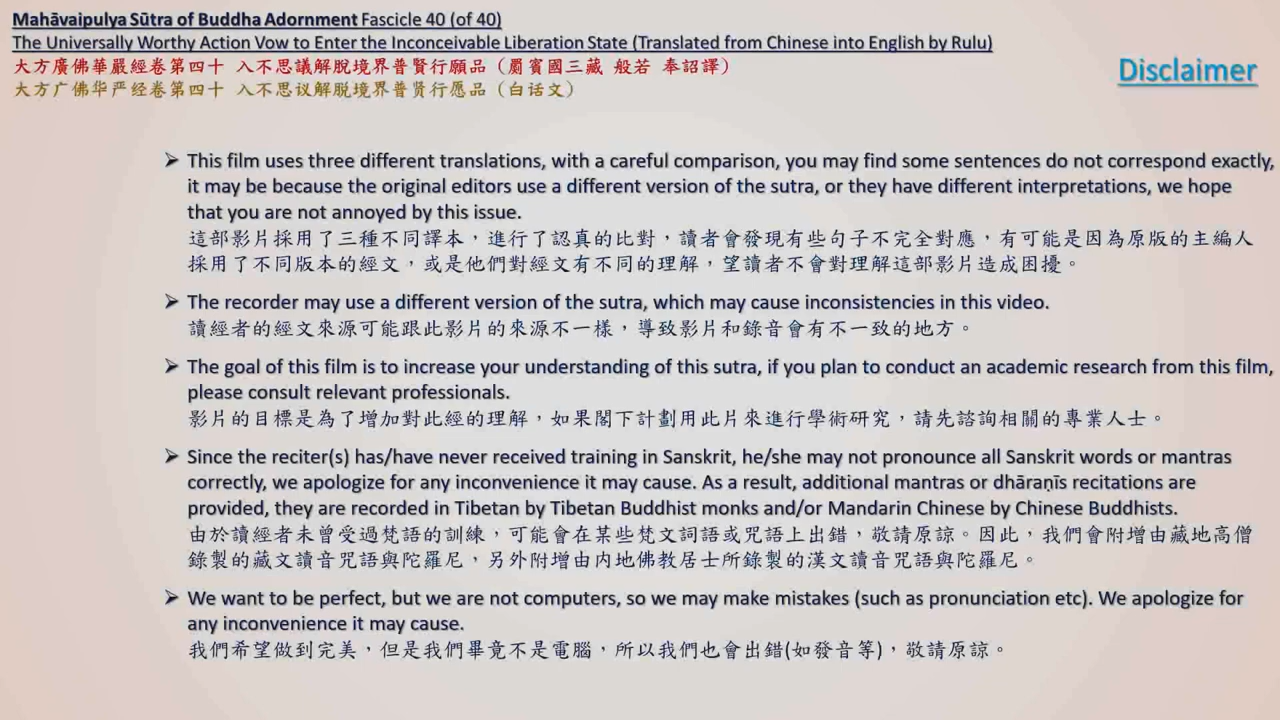 Mahāvaipulya Sūtra of Buddha Adornment Fascicle 40 (of 40)
The Universally Worthy Action Vow to Enter the Inconceivable Liberation State (Translated from Chinese into English by Rulu)
大方廣佛華嚴經卷第四十 入不思議解脫境界普賢行願品（罽賓國三藏 般若 奉詔譯）
大方广佛华严经卷第四十 入不思议解脱境界普贤行愿品（白话文）
Disclaimer
➢ This film uses three different translations, with a careful comparison, you may find some sentences do not correspond exactly,
it may be because the original editors use a different version of the sutra, or they have different interpretations, we hope
that you are not annoyed by this issue.
這部影片採用了三種不同譯本，進行了認真的比對，讀者會發現有些句子不完全對應，有可能是因為原版的主編人
採用了不同版本的經文，或是他們對經文有不同的理解，望讀者不會對理解這部影片造成困擾。
➢ The recorder may use a different version of the sutra, which may cause inconsistencies in this video.
讀經者的經文來源可能跟此影片的來源不一樣，導致影片和錄音會有不一致的地方。
➢ The goal of this film is to increase your understanding of this sutra, if you plan to conduct an academic research from this film,
please consult relevant professionals.
影片的目標是為了增加對此經的理解，如果閣下計劃用此片來進行學術研究，請先諮詢相關的專業人士。
➢ Since the reciter(s) has/have never received training in Sanskrit, he/she may not pronounce all Sanskrit words or mantras
correctly, we apologize for any inconvenience it may cause. As a result, additional mantras or dhāraṇīs recitations are
provided, they are recorded in Tibetan by Tibetan Buddhist monks and/or Mandarin Chinese by Chinese Buddhists.
由於讀經者未曾受過梵語的訓練，可能會在某些梵文詞語或咒語上出錯，敬請原諒。因此，我們會附增由藏地高僧
錄製的藏文讀音咒語與陀羅尼，另外附增由内地佛教居士所錄製的漢文讀音咒語與陀羅尼。
➢ We want to be perfect, but we are not computers, so we may make mistakes (such as pronunciation etc). We apologize for
any inconvenience it may cause.
我們希望做到完美，但是我們畢竟不是電腦，所以我們也會出錯(如發音等)，敬請原諒。